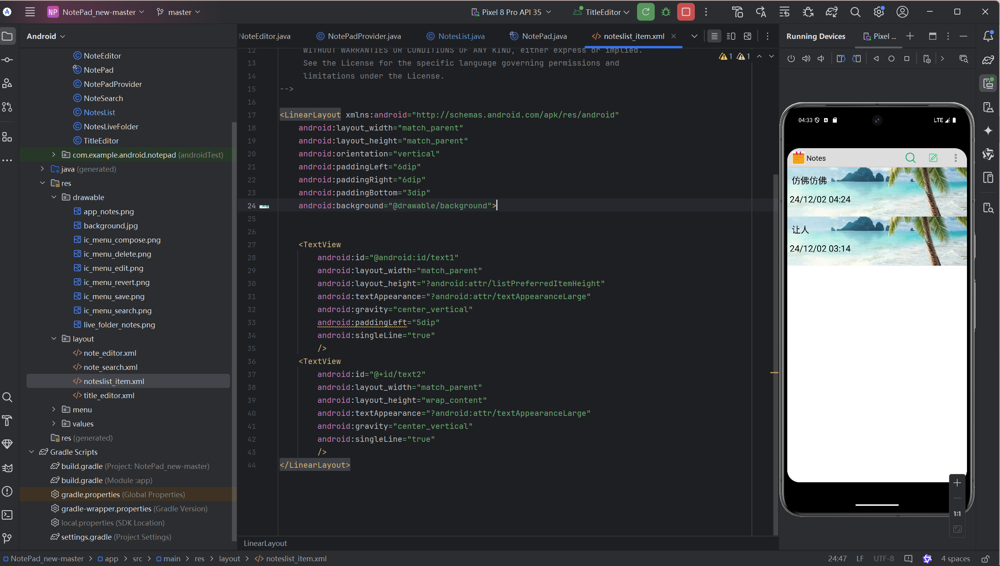 NP NotePad_new-master master Pixel 8 Pro API 35 TitleEditor
Android
NoteEditor.java NotePadProvider.java NotesList.java NotePad.java noteslist_item.xml
Running Devices Pixel ...
NoteEditor
NotePad
NotePadProvider
NoteSearch
NotesList
NotesLiveFolder
TitleEditor
com.example.android.notepad (androidTest)
java (generated)
res
drawable
app_notes.png
background.jpg
ic_menu_compose.png
ic_menu_delete.png
ic_menu_edit.png
ic_menu_revert.png
ic_menu_save.png
ic_menu_search.png
live_folder_notes.png
layout
note_editor.xml
note_search.xml
noteslist_item.xml
title_editor.xml
menu
values
res (generated)
Gradle Scripts
build.gradle (Project: NotePad_new-master)
build.gradle (Module :app)
gradle.properties (Global Properties)
gradle-wrapper.properties (Gradle Version)
local.properties (SDK Location)
settings.gradle (Project Settings)
12 WITHOUT WARRANTIES OR CONDITIONS OF ANY KIND, either express or implied.
1 1
13 See the License for the specific language governing permissions and
14 limitations under the License.
15 -->
16
17 <LinearLayout xmlns:android="http://schemas.android.com/apk/res/android"
18 android:layout_width="match_parent"
19 android:layout_height="match_parent"
20 android:orientation="vertical"
21 android:paddingLeft="6dip"
22 android:paddingRight="6dip"
23 android:paddingBottom="3dip"
24 android:background="@drawable/background">
25
26
27 <TextView
28 android:id="@android:id/text1"
29 android:layout_width="match_parent"
30 android:layout_height="?android:attr/listPreferredItemHeight"
31 android:textAppearance="?android:attr/textAppearanceLarge"
32 android:gravity="center_vertical"
33 android:paddingLeft="5dip"
34 android:singleLine="true"
35 />
36 <TextView
37 android:id="@+id/text2"
38 android:layout_width="match_parent"
39 android:layout_height="wrap_content"
40 android:textAppearance="?android:attr/textAppearanceLarge"
41 android:gravity="center_vertical"
42 android:singleLine="true"
43 />
44 </LinearLayout>
LinearLayout
04:33 LTE
Notes
仿佛仿佛
24/12/02 04:24
让人
24/12/02 03:14
1:1
NotePad_new-master > app > src > main > res > layout > noteslist_item.xml
24:47 LF UTF-8 4 spaces